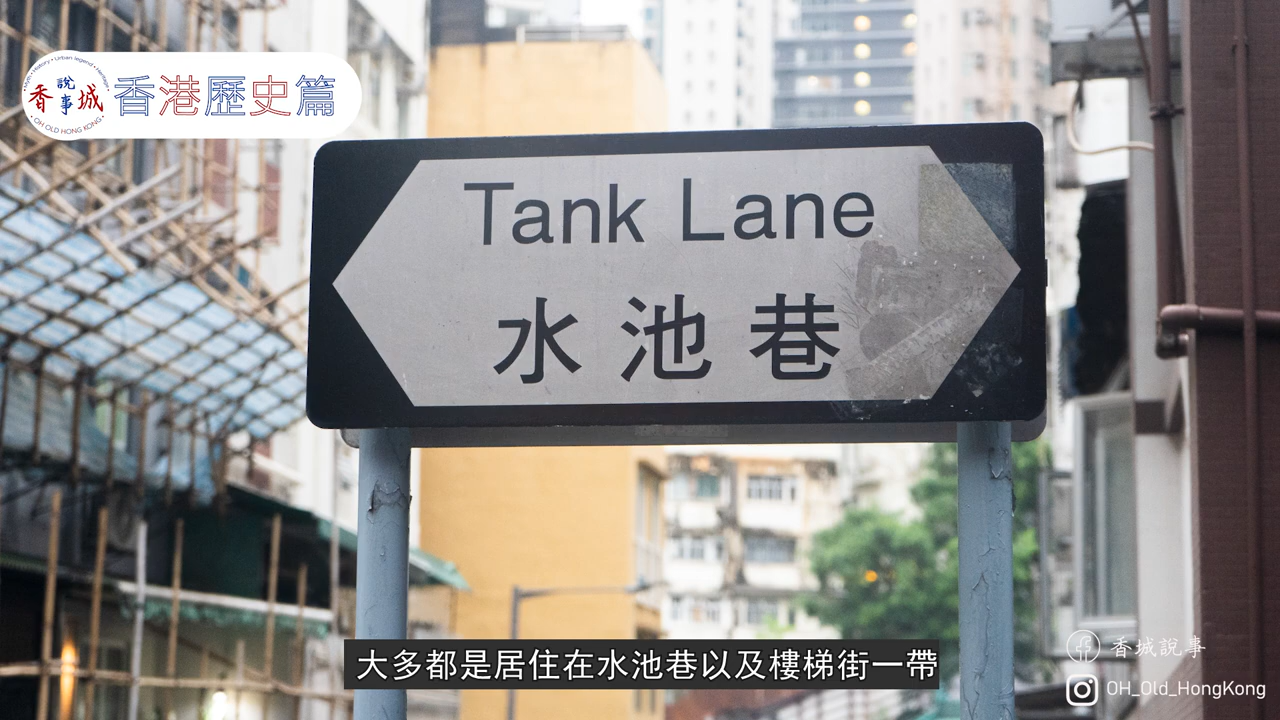 說
香事城
OH OLD HONG KONG
香港歷史篇
Tank Lane
水池巷
大多都是居住在水池巷以及樓梯街一帶
香城說事
OH_Old_HongKong